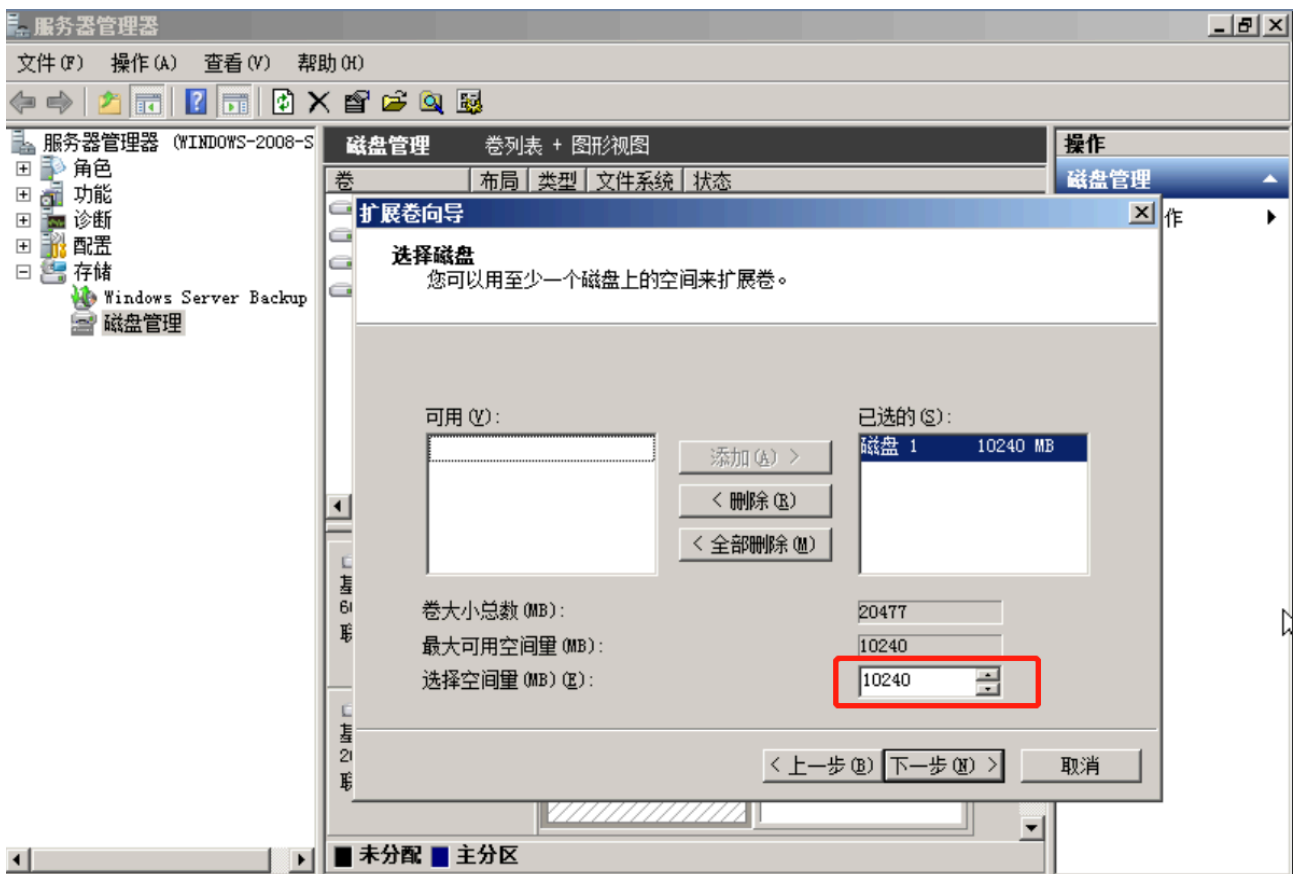 服务器管理器
文件(F) 操作(A) 查看(V) 帮助(H)
服务器管理器 (WINDOWS-2008-S
角色
功能
诊断
配置
存储
Windows Server Backup
磁盘管理
磁盘管理 卷列表 + 图形视图
卷 布局 类型 文件系统 状态
操作
磁盘管理
作
扩展卷向导
选择磁盘
您可以用至少一个磁盘上的空间来扩展卷。
可用(V):
已选的(S):
磁盘 1 10240 MB
添加(A) >
< 删除(R)
< 全部删除(M)
卷大小总数(MB): 20477
最大可用空间量(MB): 10240
选择空间量(MB)(E): 10240
< 上一步(B) 下一步(N) > 取消
未分配 主分区